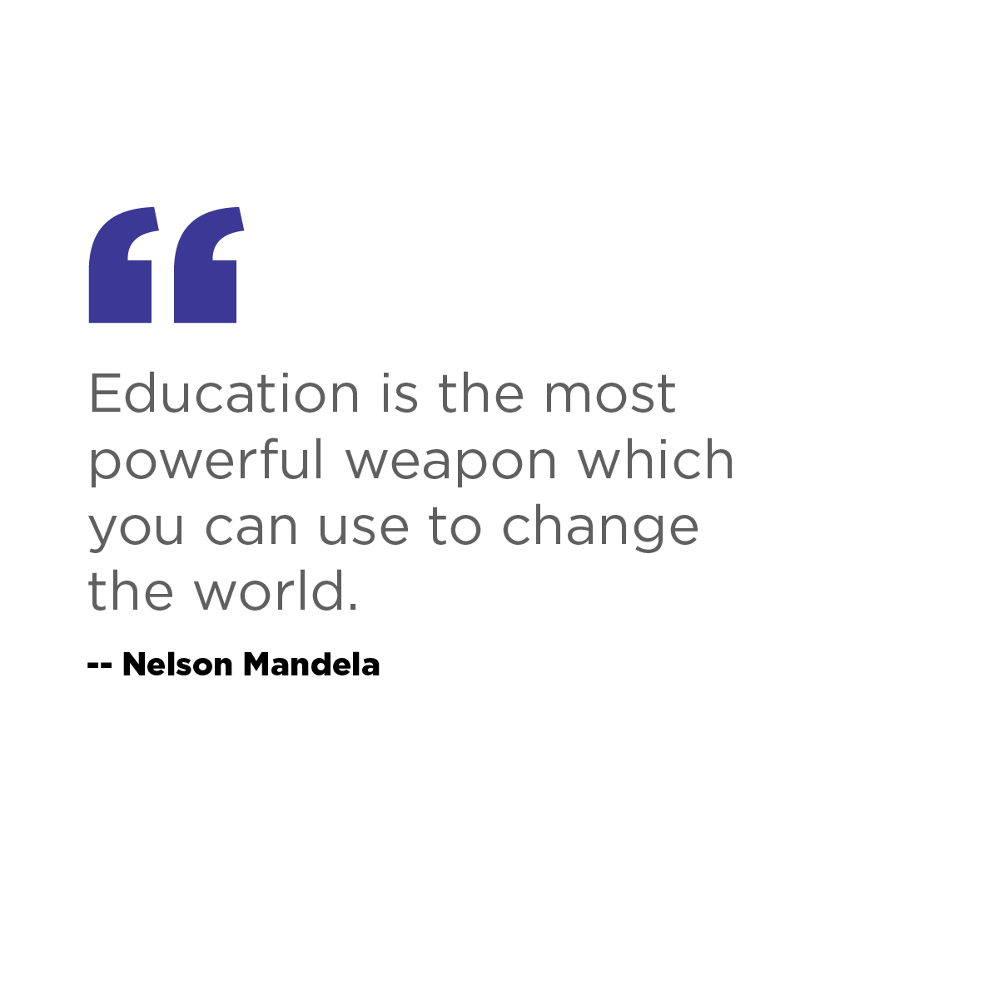 “
Education is the most
powerful weapon which
you can use to change
the world.
-- Nelson Mandela